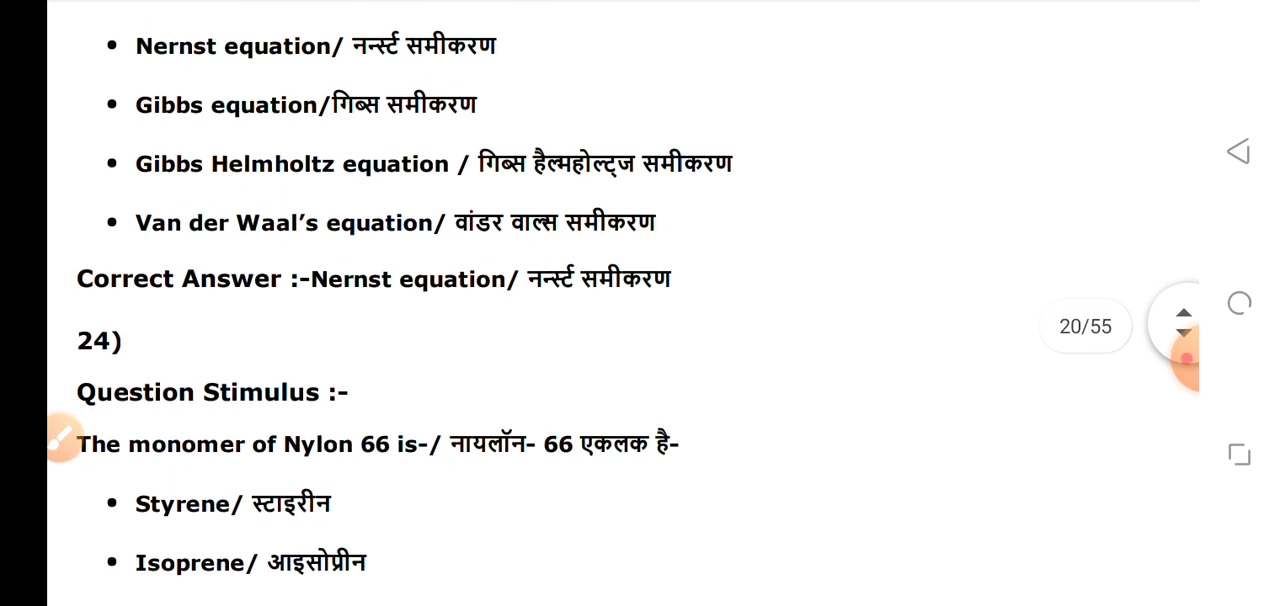 • Nernst equation/ नर्न्स्ट समीकरण
• Gibbs equation/गिब्स समीकरण
• Gibbs Helmholtz equation / गिब्स हैल्महोल्ट्ज समीकरण
• Van der Waal’s equation/ वांडर वाल्स समीकरण
Correct Answer :-Nernst equation/ नर्न्स्ट समीकरण
24)
20/55
Question Stimulus :-
The monomer of Nylon 66 is-/ नायलॉन- 66 एकलक है-
• Styrene/ स्टाइरीन
• Isoprene/ आइसोप्रीन